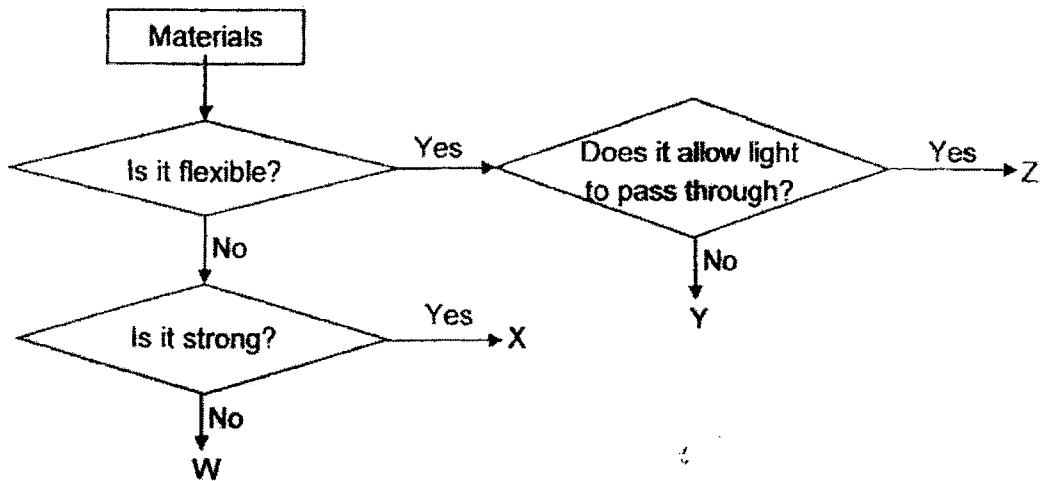 Materials
Is it flexible?
Yes
Does it allow light
to pass through?
Yes
Z
No
No
Y
Is it strong?
Yes
X
No
W